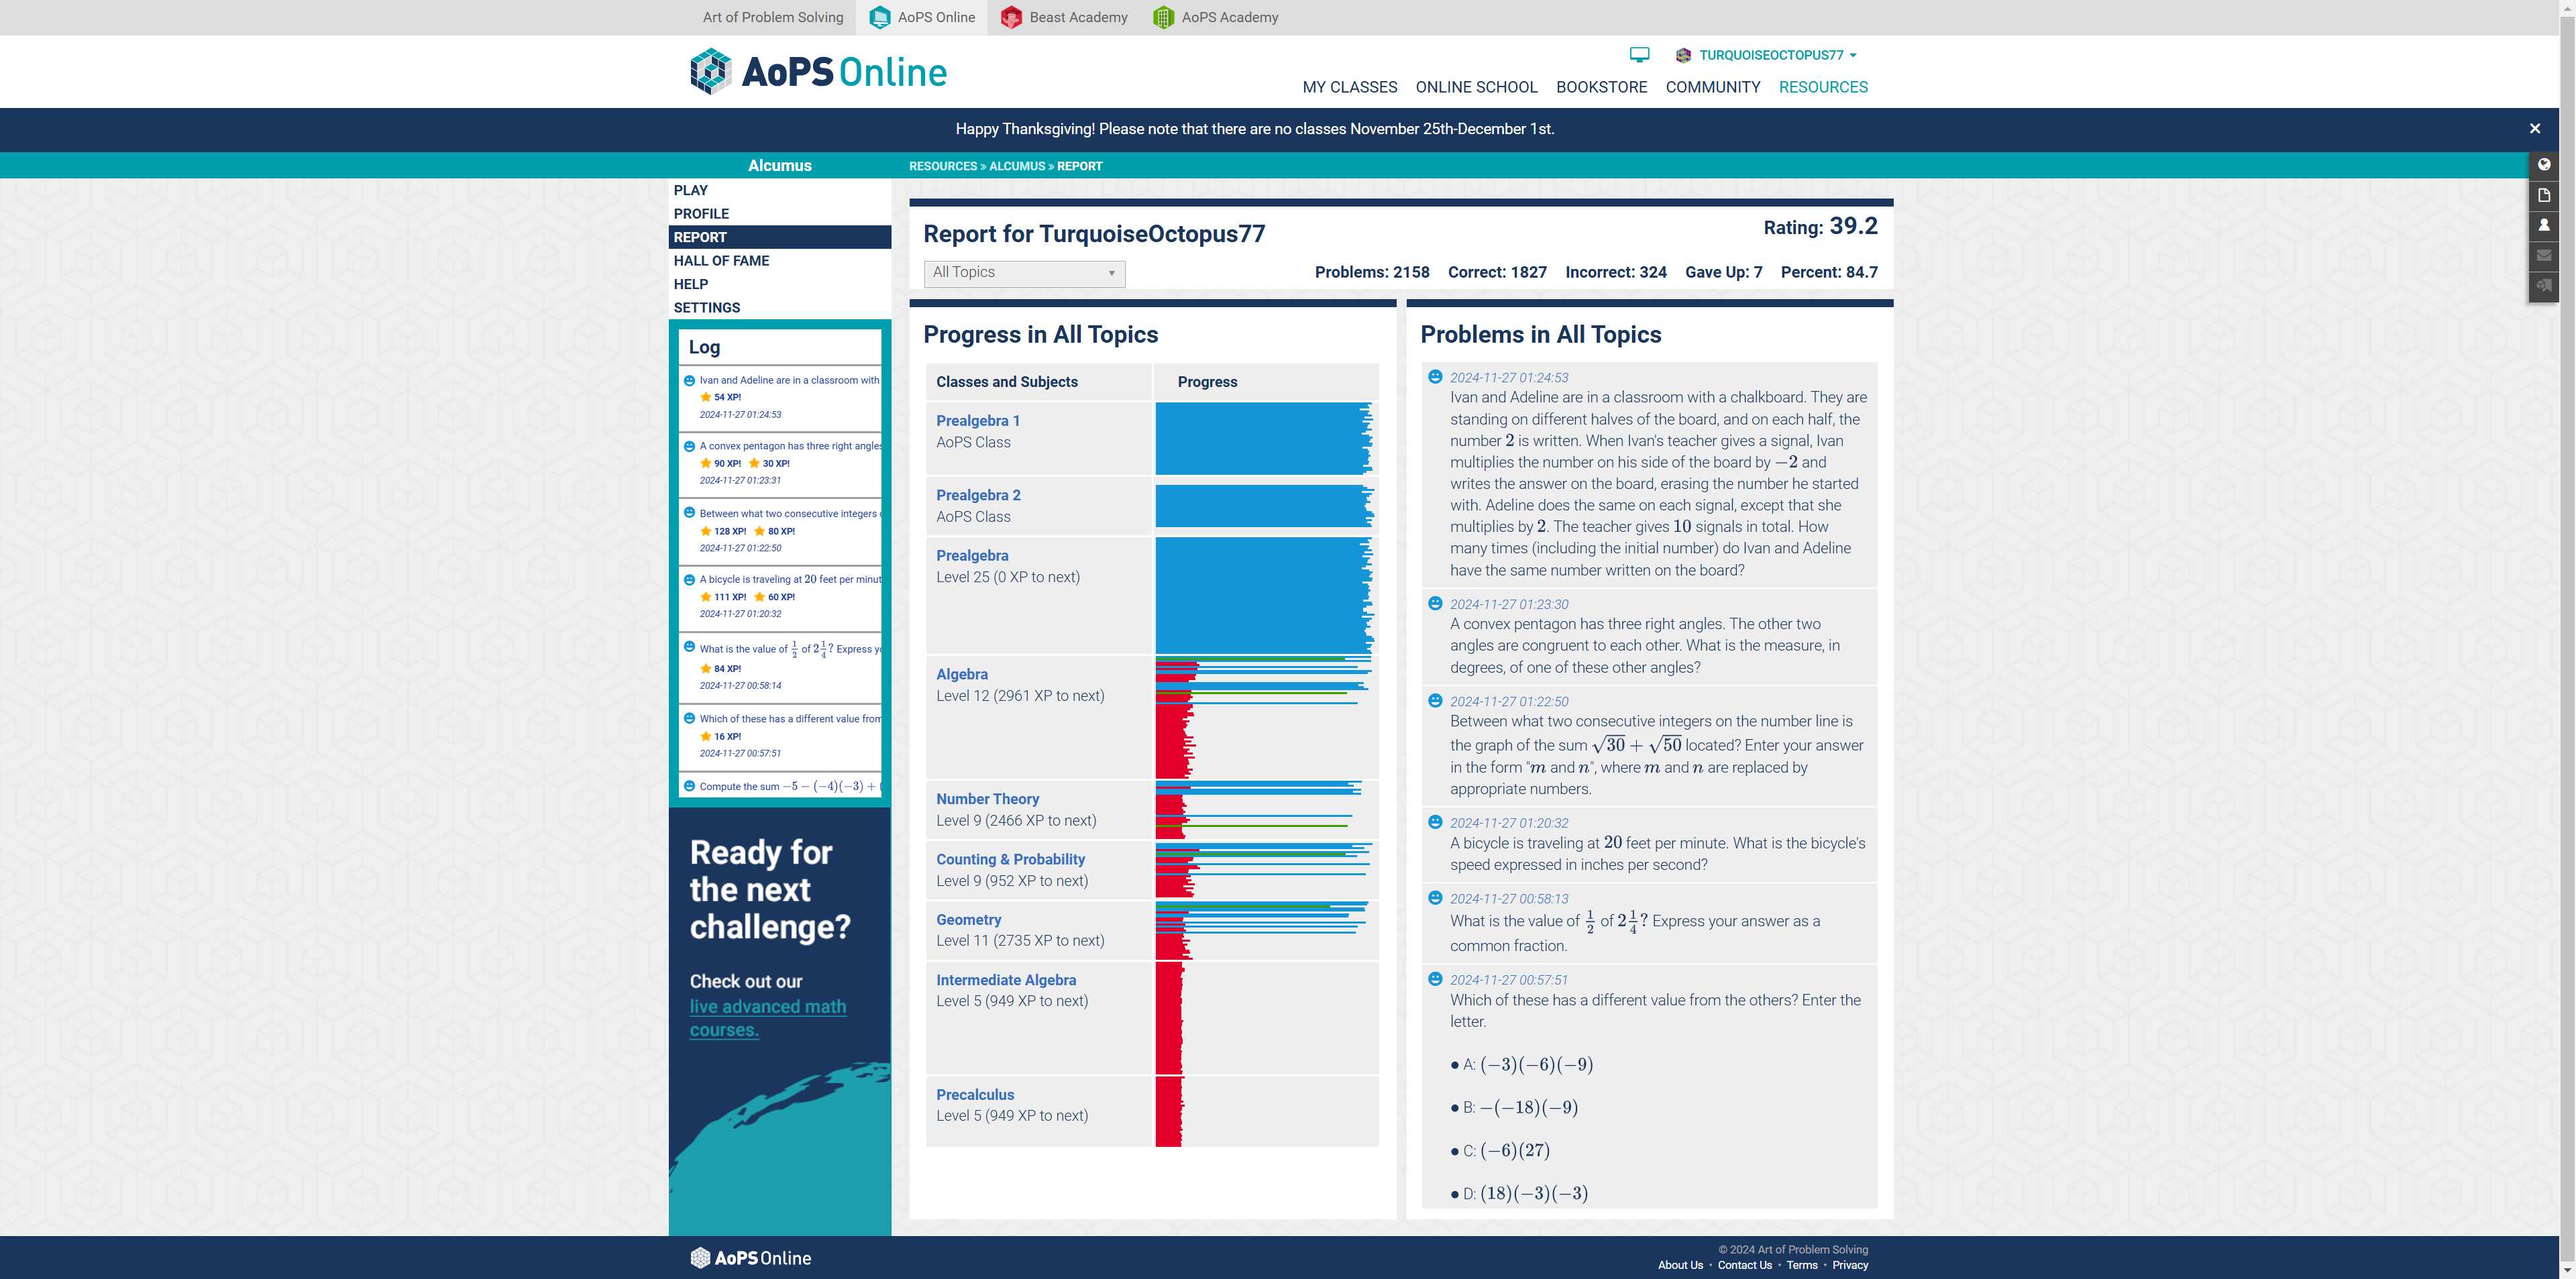 Art of Problem Solving
AoPS Online
Beast Academy
AoPS Academy
AoPS Online
TURQUOISEOCTOPUS77
MY CLASSES
ONLINE SCHOOL
BOOKSTORE
COMMUNITY
RESOURCES
Happy Thanksgiving! Please note that there are no classes November 25th-December 1st.
Alcumus
RESOURCES » ALCUMUS » REPORT
PLAY
PROFILE
REPORT
HALL OF FAME
HELP
SETTINGS
Log
Ivan and Adeline are in a classroom with
54 XP!
2024-11-27 01:24:53
A convex pentagon has three right angles
90 XP! 30 XP!
2024-11-27 01:23:31
Between what two consecutive integers
128 XP! 80 XP!
2024-11-27 01:22:50
A bicycle is traveling at 20 feet per minut
111 XP! 60 XP!
2024-11-27 01:20:32
What is the value of 1/2 of 2 1/4? Express
84 XP!
2024-11-27 00:58:14
Which of these has a different value from
16 XP!
2024-11-27 00:57:51
Compute the sum −5 − (−4)(−3) + (
Ready for
the next
challenge?
Check out our
live advanced math
courses.
Report for TurquoiseOctopus77
Rating: 39.2
All Topics
Problems: 2158 Correct: 1827 Incorrect: 324 Gave Up: 7 Percent: 84.7
Progress in All Topics
Classes and Subjects
Progress
Prealgebra 1
AoPS Class
Prealgebra 2
AoPS Class
Prealgebra
Level 25 (0 XP to next)
Algebra
Level 12 (2961 XP to next)
Number Theory
Level 9 (2466 XP to next)
Counting & Probability
Level 9 (952 XP to next)
Geometry
Level 11 (2735 XP to next)
Intermediate Algebra
Level 5 (949 XP to next)
Precalculus
Level 5 (949 XP to next)
Problems in All Topics
2024-11-27 01:24:53
Ivan and Adeline are in a classroom with a chalkboard. They are
standing on different halves of the board, and on each half, the
number 2 is written. When Ivan's teacher gives a signal, Ivan
multiplies the number on his side of the board by −2 and
writes the answer on the board, erasing the number he started
with. Adeline does the same on each signal, except that she
multiplies by 2. The teacher gives 10 signals in total. How
many times (including the initial number) do Ivan and Adeline
have the same number written on the board?
2024-11-27 01:23:30
A convex pentagon has three right angles. The other two
angles are congruent to each other. What is the measure, in
degrees, of one of these other angles?
2024-11-27 01:22:50
Between what two consecutive integers on the number line is
the graph of the sum √30 + √50 located? Enter your answer
in the form "m and n", where m and n are replaced by
appropriate numbers.
2024-11-27 01:20:32
A bicycle is traveling at 20 feet per minute. What is the bicycle's
speed expressed in inches per second?
2024-11-27 00:58:13
What is the value of 1/2 of 2 1/4? Express your answer as a
common fraction.
2024-11-27 00:57:51
Which of these has a different value from the others? Enter the
letter.
• A: (−3)(−6)(−9)
• B: −(−18)(−9)
• C: (−6)(27)
• D: (18)(−3)(−3)
AoPS Online
© 2024 Art of Problem Solving
About Us • Contact Us • Terms • Privacy